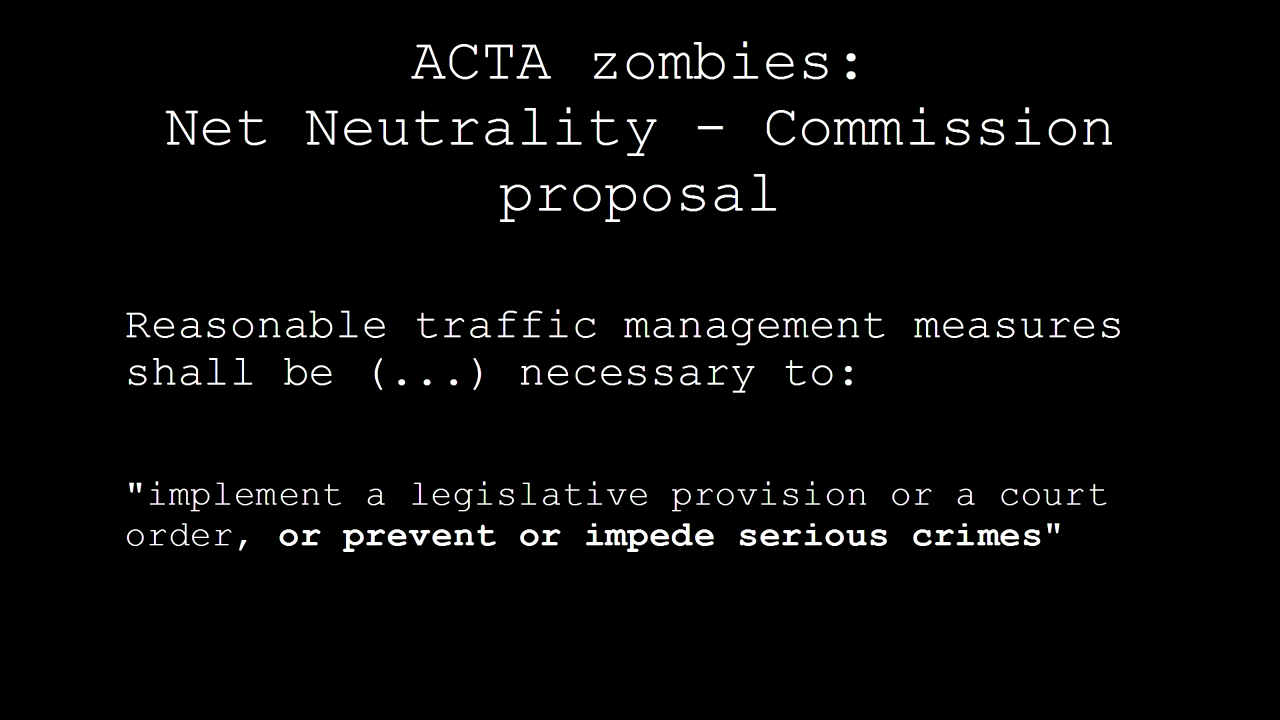 ACTA zombies:
Net Neutrality - Commission
proposal
Reasonable traffic management measures
shall be (...) necessary to:
"implement a legislative provision or a court
order, or prevent or impede serious crimes"